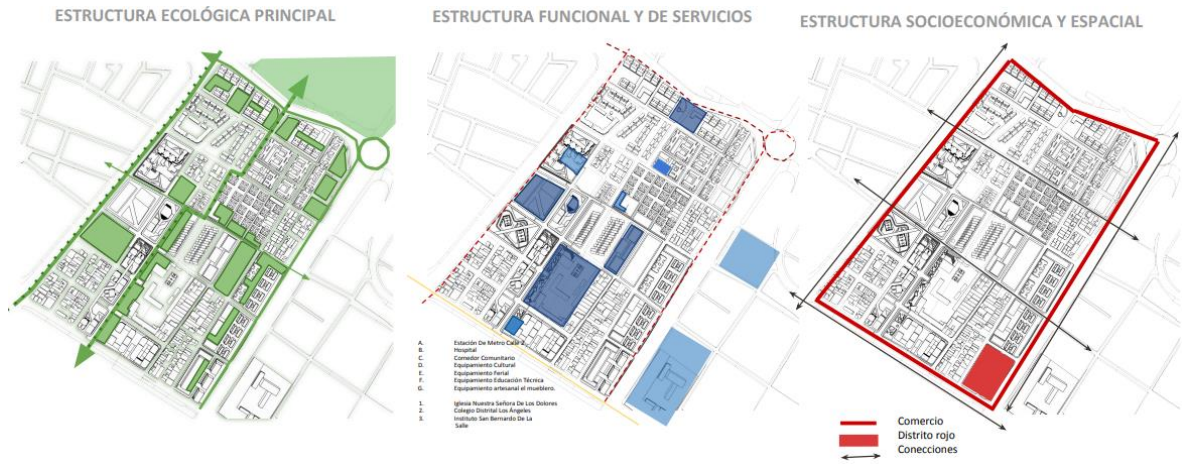 ESTRUCTURA ECOLÓGICA PRINCIPAL
ESTRUCTURA FUNCIONAL Y DE SERVICIOS
ESTRUCTURA SOCIOECONÓMICA Y ESPACIAL
A. Estación De Metro Calle 2
B. Hospital
C. Comedor Comunitario
D. Equipamiento Cultural
E. Equipamiento Ferial
F. Equipamiento Educación Técnica
G. Equipamiento artesanal el mueblero.
1. Iglesia Nuestra Señora De Los Dolores
2. Colegio Distrital Los Ángeles
3. Instituto San Bernardo De La
Salle
Comercio
Distrito rojo
Conecciones